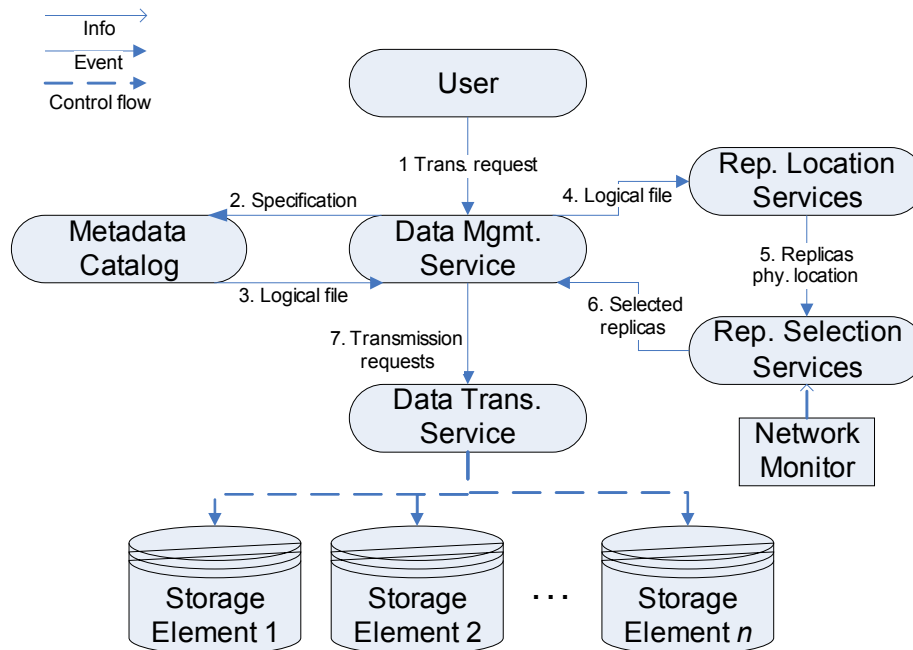 Info
Event
Control flow
User
1 Trans. request
Rep. Location
Services
2. Specification
4. Logical file
Metadata
Catalog
Data Mgmt.
Service
3. Logical file
5. Replicas
phy. location
6. Selected
replicas
7. Transmission
requests
Rep. Selection
Services
Data Trans.
Service
Network
Monitor
Storage
Element 1
Storage
Element 2
...
Storage
Element n